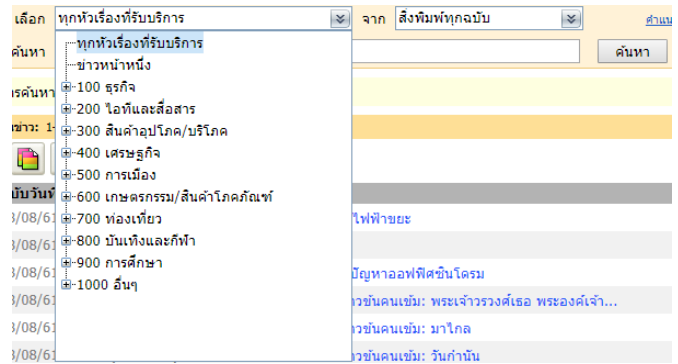 เลือก ทุกหัวเรื่องที่รับบริการ จาก สิ่งพิมพ์ทุกฉบับ
ค้นหา ค้นหา
ทุกหัวเรื่องที่รับบริการ
ข่าวหน้าหนึ่ง
100 ธุรกิจ
200 ไอทีและสื่อสาร
300 สินค้าอุปโภค/บริโภค
400 เศรษฐกิจ
500 การเมือง
600 เกษตรกรรม/สินค้าโภคภัณฑ์
700 ท่องเที่ยว
800 บันเทิงและกีฬา
900 การศึกษา
1000 อื่นๆ
ไฟฟ้าขยะ
ปัญหาออฟฟิศซินโดรม
าวขันคนเข้ม: พระเจ้าวรวงศ์เธอ พระองค์เจ้า...
าวขันคนเข้ม: มาไกล
าวขันคนเข้ม: วันกำนัน